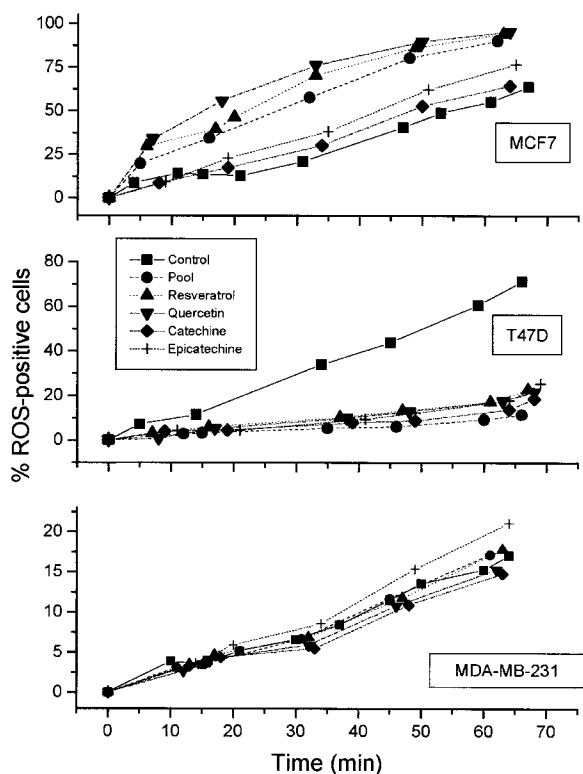 100
75
50
25
0
MCF7
80
60
40
20
0
Control
Pool
Resveratrol
Quercetin
Catechine
Epicatechine
T47D
% ROS-positive cells
20
15
10
5
0
MDA-MB-231
0 10 20 30 40 50 60 70 80
Time (min)